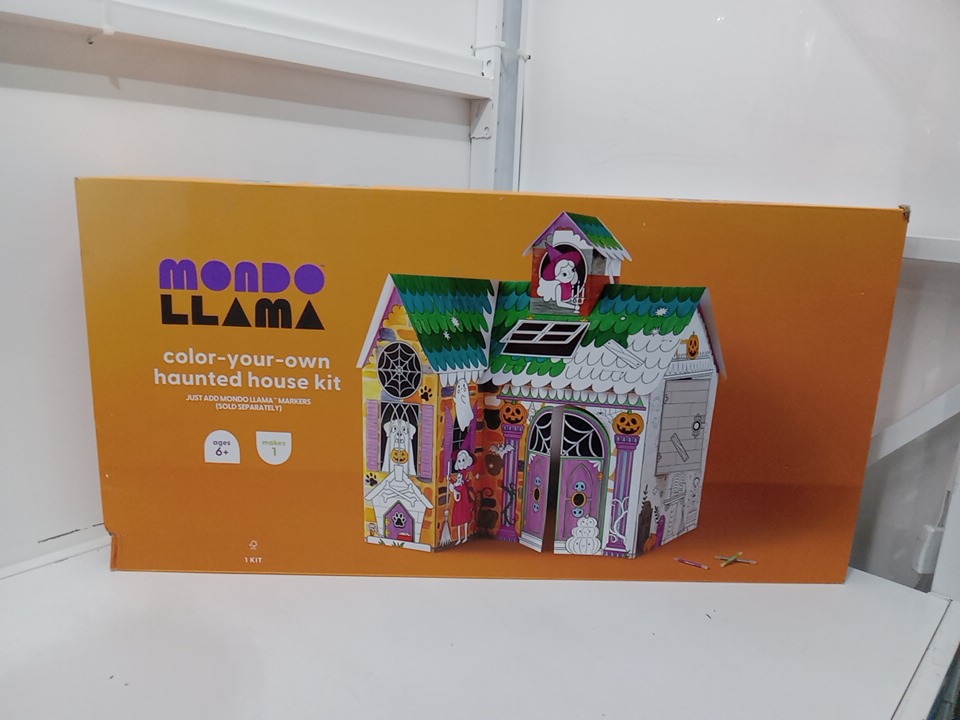 MONDO
LLAMA
color-your-own
haunted house kit
JUST ADD MONDO LLAMA™ MARKERS
(SOLD SEPARATELY)
ages
6+
makes
1
1 KIT